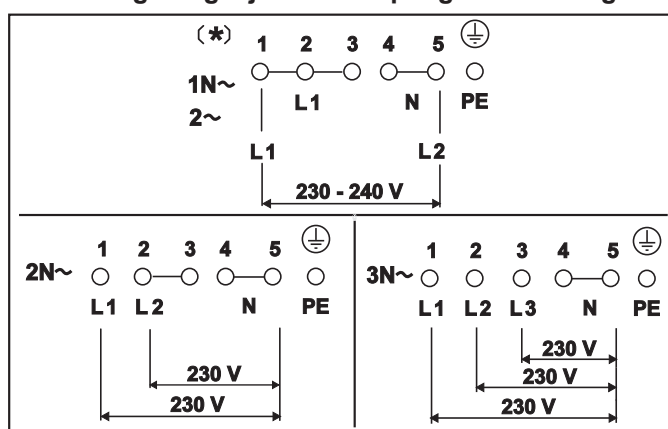 (*) 1 2 3 4 5
1N~ L1 N PE
2~
L1 L2
230 - 240 V
1 2 3 4 5
2N~
L1 L2 N PE
230 V
230 V
1 2 3 4 5
3N~
L1 L2 L3 N PE
230 V
230 V
230 V